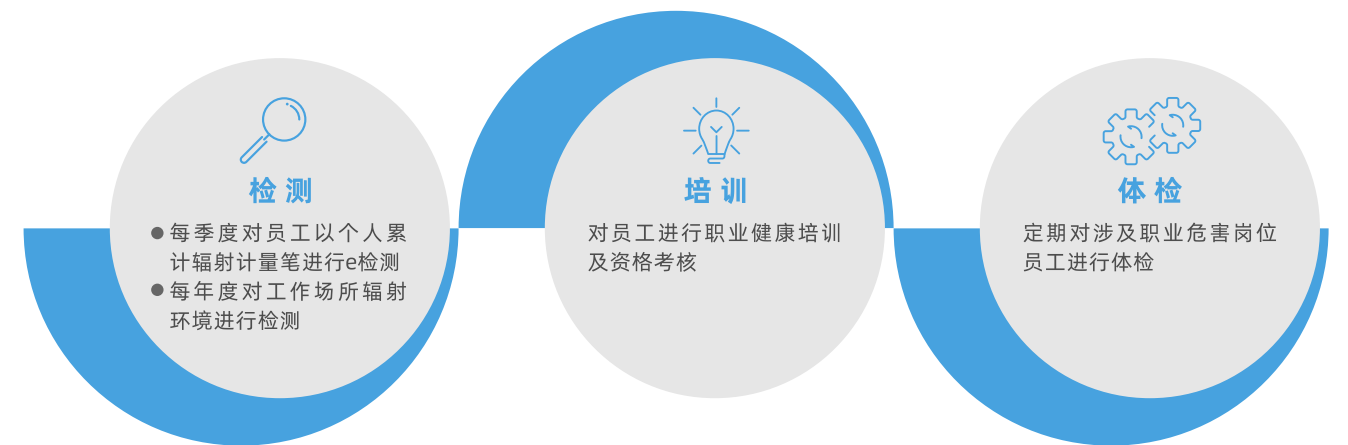 检测
● 每季度对员工以个人累
计辐射计量笔进行e检测
● 每年度对工作场所辐射
环境进行检测
培训
对员工进行职业健康培训
及资格考核
体检
定期对涉及职业危害岗位
员工进行体检